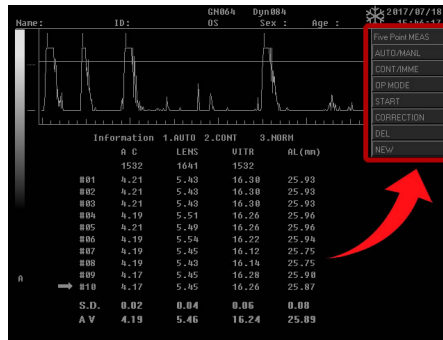 GN064 Dyn084 2017/07/18
Name: ID: OS Sex : Age : 15:46:17
Five Point MEAS
AUTO/MANL
CONT/IMME
OP MODE
START
CORRECTION
DEL
NEW
Information 1.AUTO 2.CONT 3.NORM
A C LENS VITR AL(mm)
1532 1641 1532
#01 4.21 5.43 16.30 25.93
#02 4.21 5.43 16.30 25.93
#03 4.21 5.43 16.30 25.93
#04 4.19 5.51 16.26 25.96
#05 4.21 5.49 16.26 25.96
#06 4.19 5.54 16.22 25.94
#07 4.19 5.45 16.12 25.75
#08 4.19 5.43 16.14 25.75
#09 4.17 5.45 16.28 25.90
A
#10 4.17 5.45 16.26 25.87
S.D. 0.02 0.04 0.06 0.08
A V 4.19 5.46 16.24 25.89